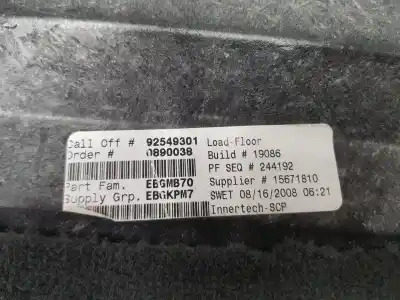 Call Off # 92549301 Load-Floor
Order # 0890038 Build # 19086
PF SEQ # 244192
Part Fam. EBGMB70 Supplier # 15671810
Supply Grp. EBGKPM7 SWET 08/16/2008 06:21
Innertech-SCP